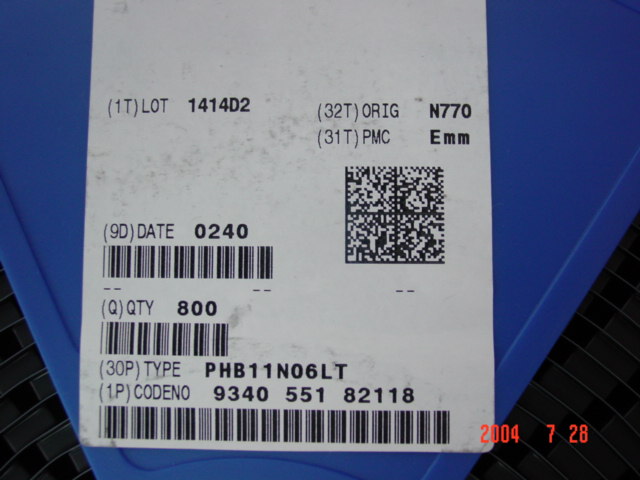 (1T)LOT 1414D2
(32T)ORIG N770
(31T)PMC Emm
(9D)DATE 0240
-- -- --
(Q)QTY 800
(30P)TYPE PHB11N06LT
(1P)CODENO 9340 551 82118
2004 7 28